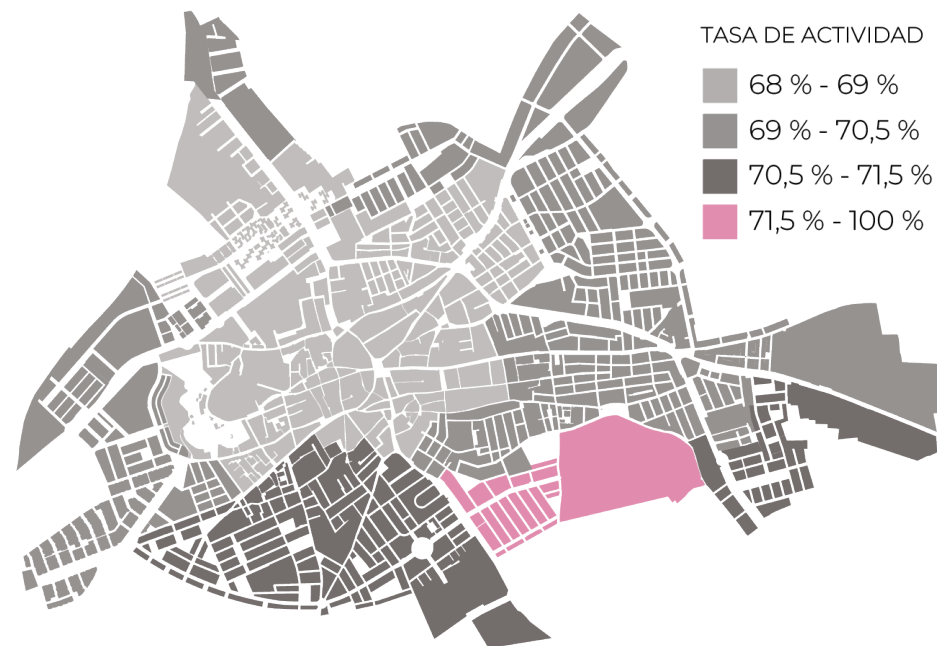 TASA DE ACTIVIDAD
68 % - 69 %
69 % - 70,5 %
70,5 % - 71,5 %
71,5 % - 100 %